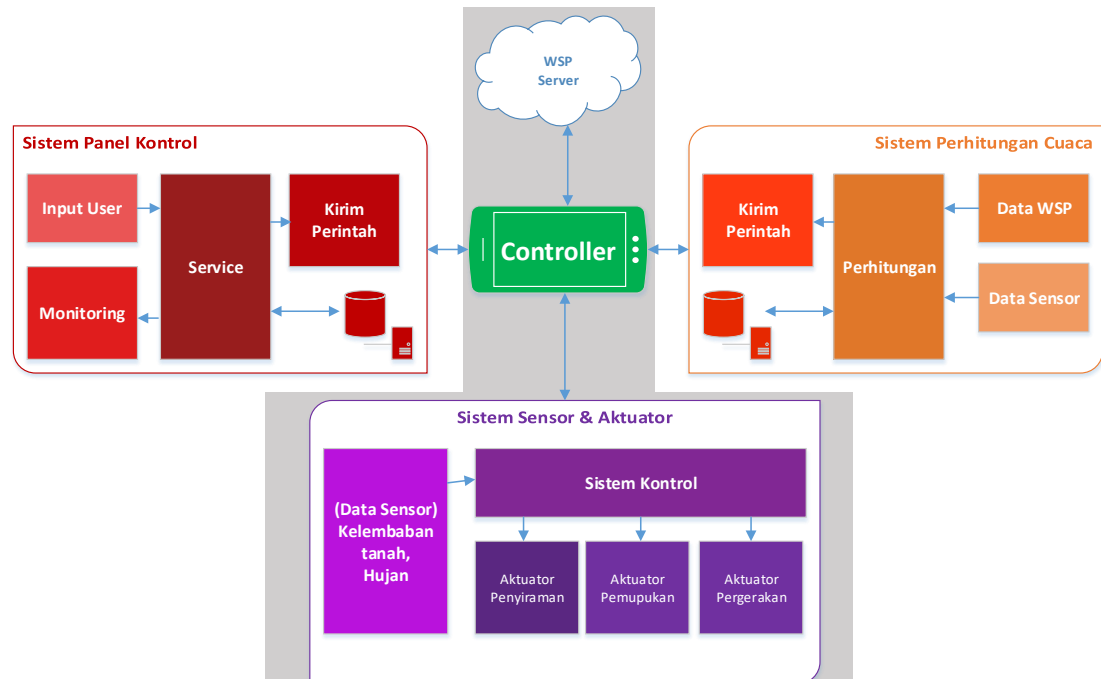 WSP
Server
Sistem Panel Kontrol
Input User
Service
Kirim
Perintah
Monitoring
Controller
Sistem Perhitungan Cuaca
Kirim
Perintah
Perhitungan
Data WSP
Data Sensor
Sistem Sensor & Aktuator
(Data Sensor)
Kelembaban
tanah,
Hujan
Sistem Kontrol
Aktuator
Penyiraman
Aktuator
Pemupukan
Aktuator
Pergerakan